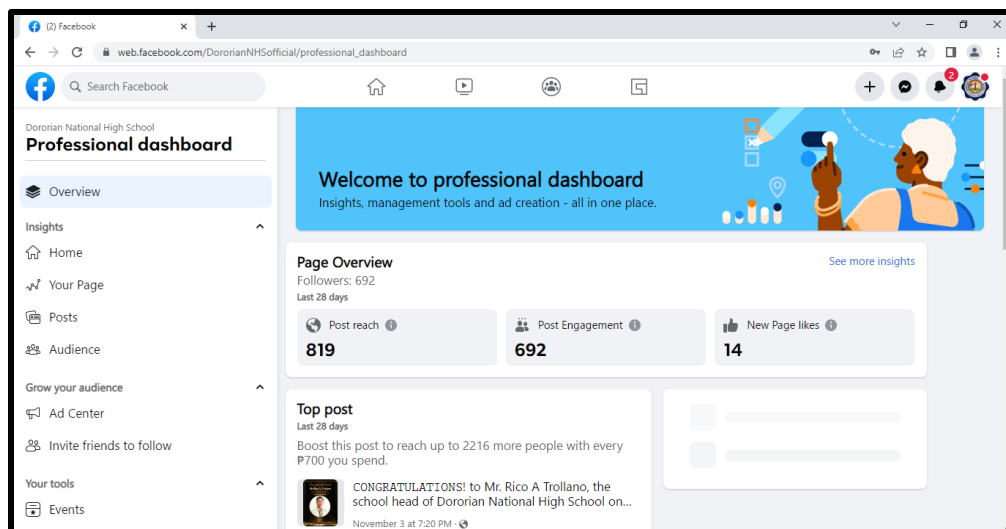 (2) Facebook
web.facebook.com/DororianNHSofficial/professional_dashboard
Search Facebook
2
Dororian National High School
Professional dashboard
Overview
Insights
Home
Your Page
Posts
Audience
Grow your audience
Ad Center
Invite friends to follow
Your tools
Events
Welcome to professional dashboard
Insights, management tools and ad creation - all in one place.
Page Overview
See more insights
Followers: 692
Last 28 days
Post reach
819
Post Engagement
692
New Page likes
14
Top post
Last 28 days
Boost this post to reach up to 2216 more people with every
₱700 you spend.
CONGRATULATIONS! to Mr. Rico A Trollano, the
school head of Dororian National High School on...
November 3 at 7:20 PM ·